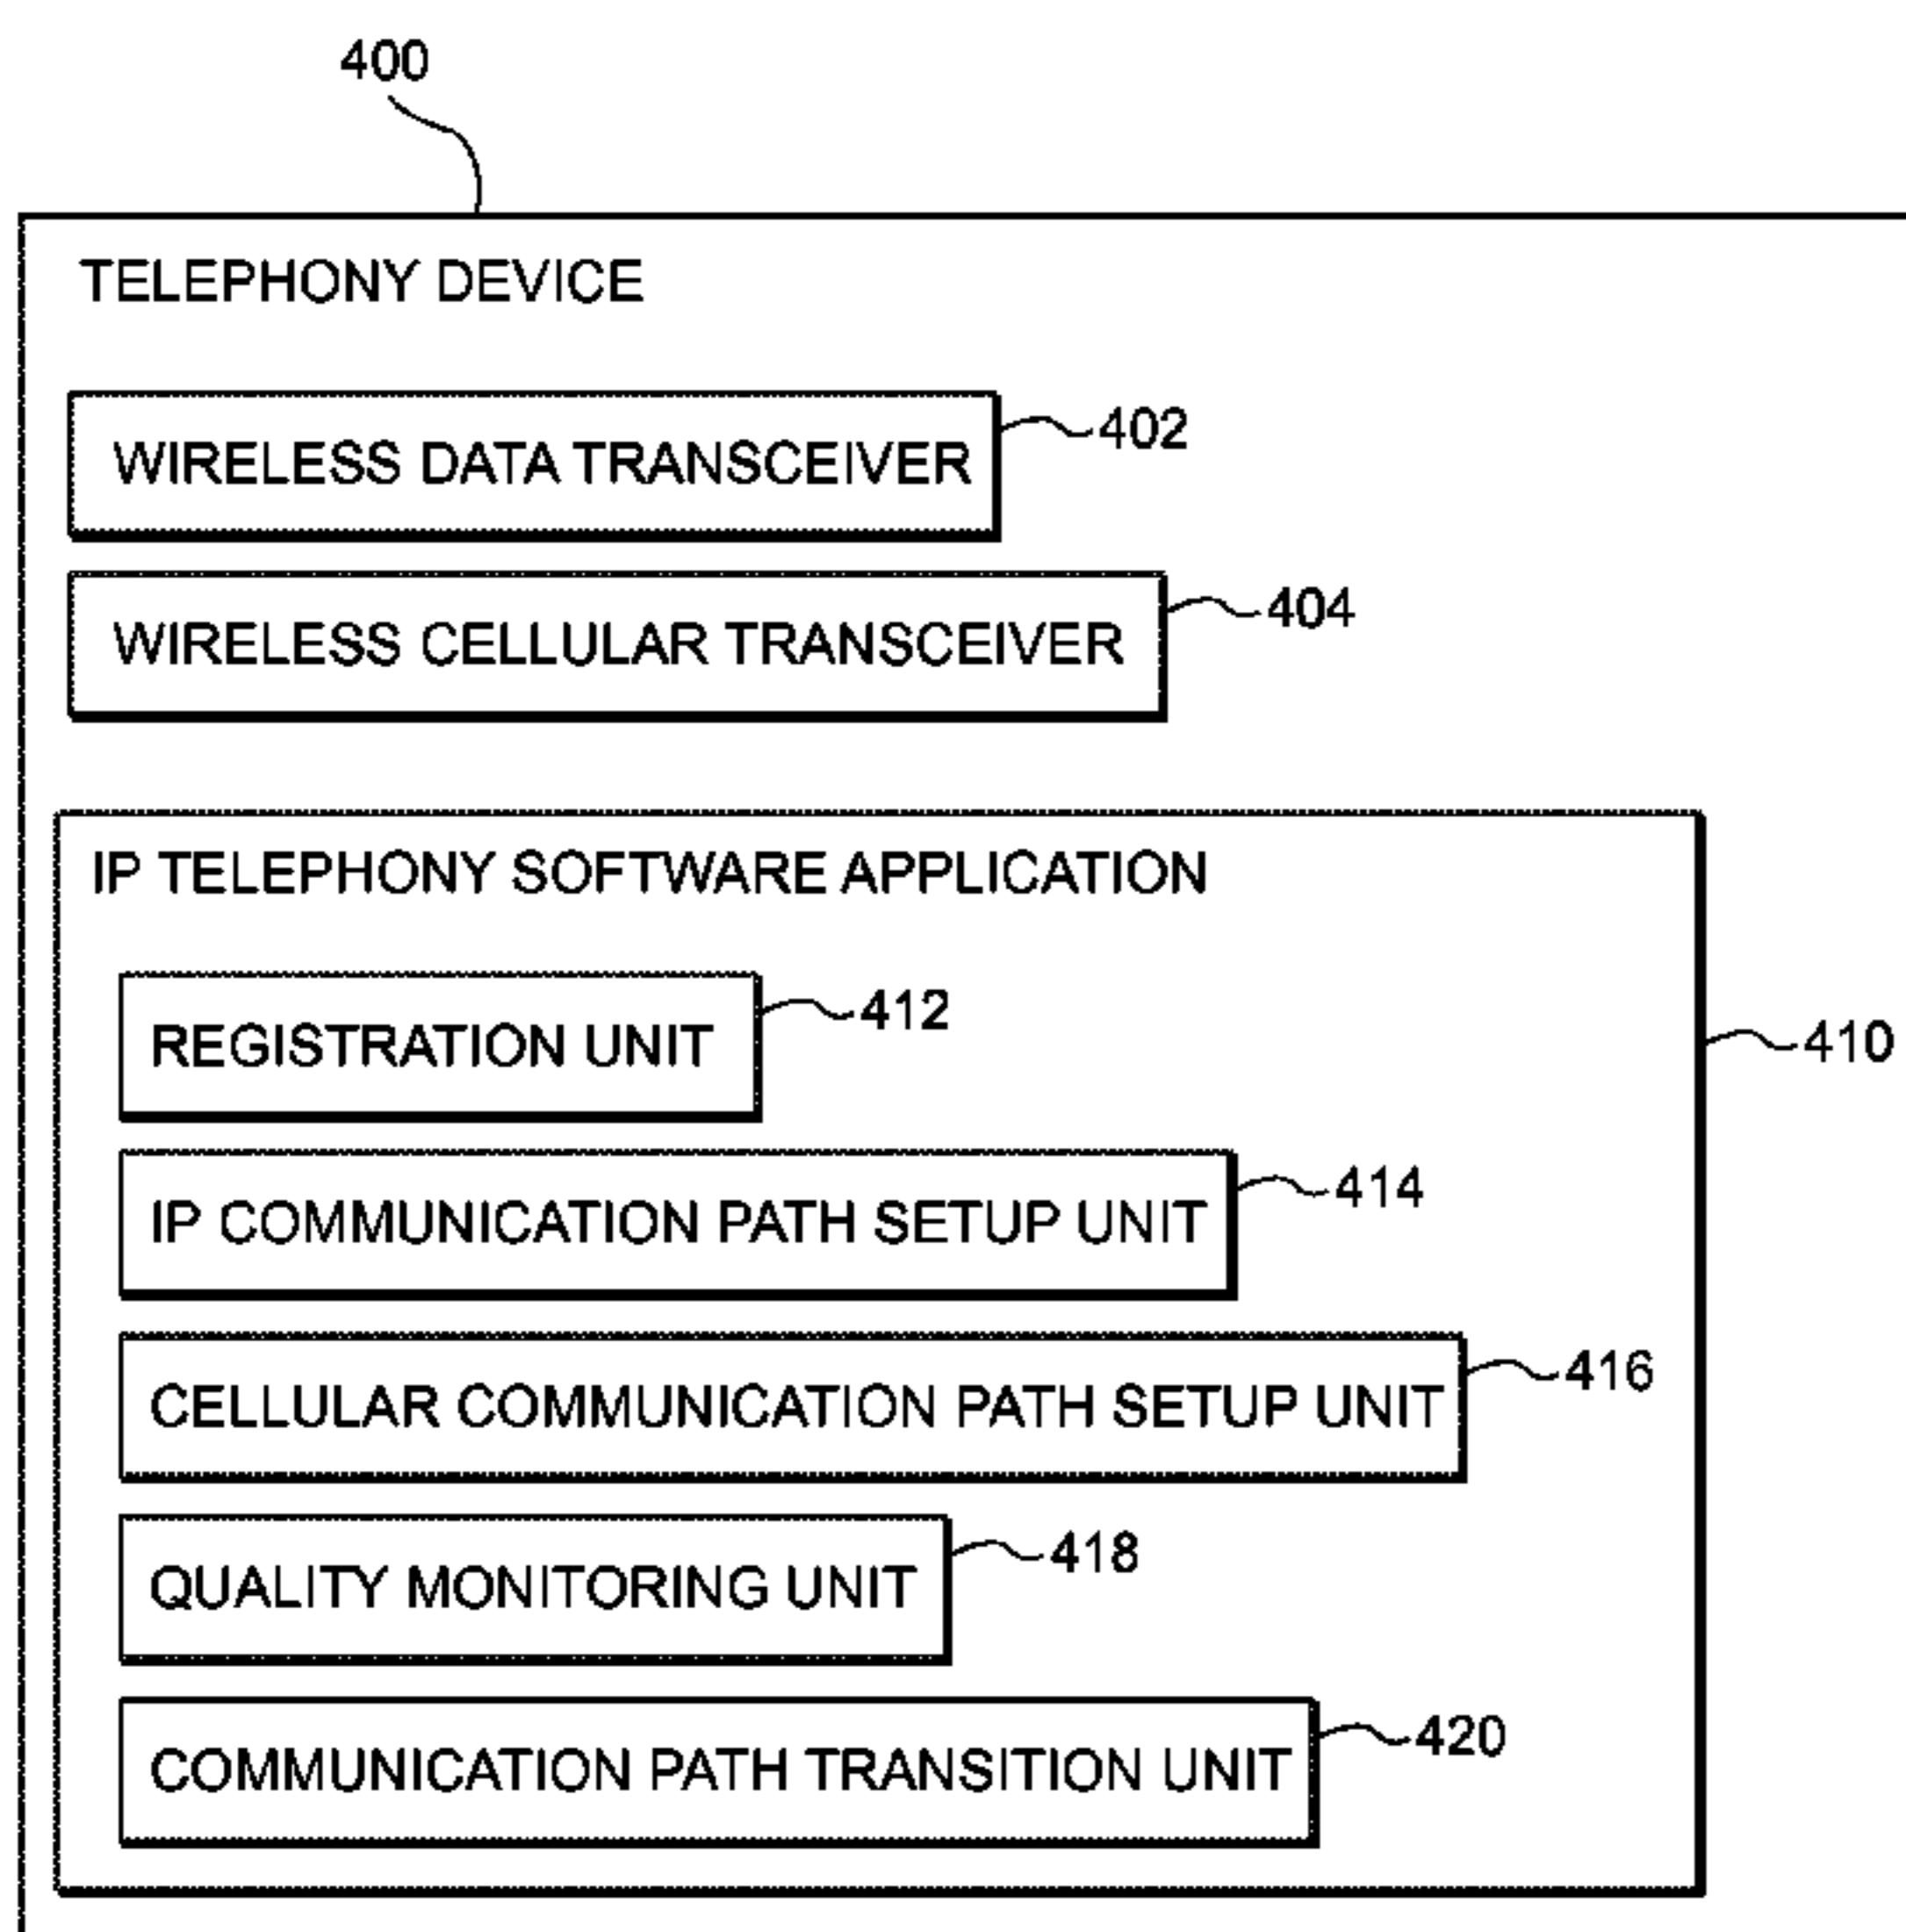 400
TELEPHONY DEVICE
WIRELESS DATA TRANSCEIVER
402
WIRELESS CELLULAR TRANSCEIVER
404
IP TELEPHONY SOFTWARE APPLICATION
REGISTRATION UNIT
412
410
IP COMMUNICATION PATH SETUP UNIT
414
CELLULAR COMMUNICATION PATH SETUP UNIT
416
QUALITY MONITORING UNIT
418
COMMUNICATION PATH TRANSITION UNIT
420